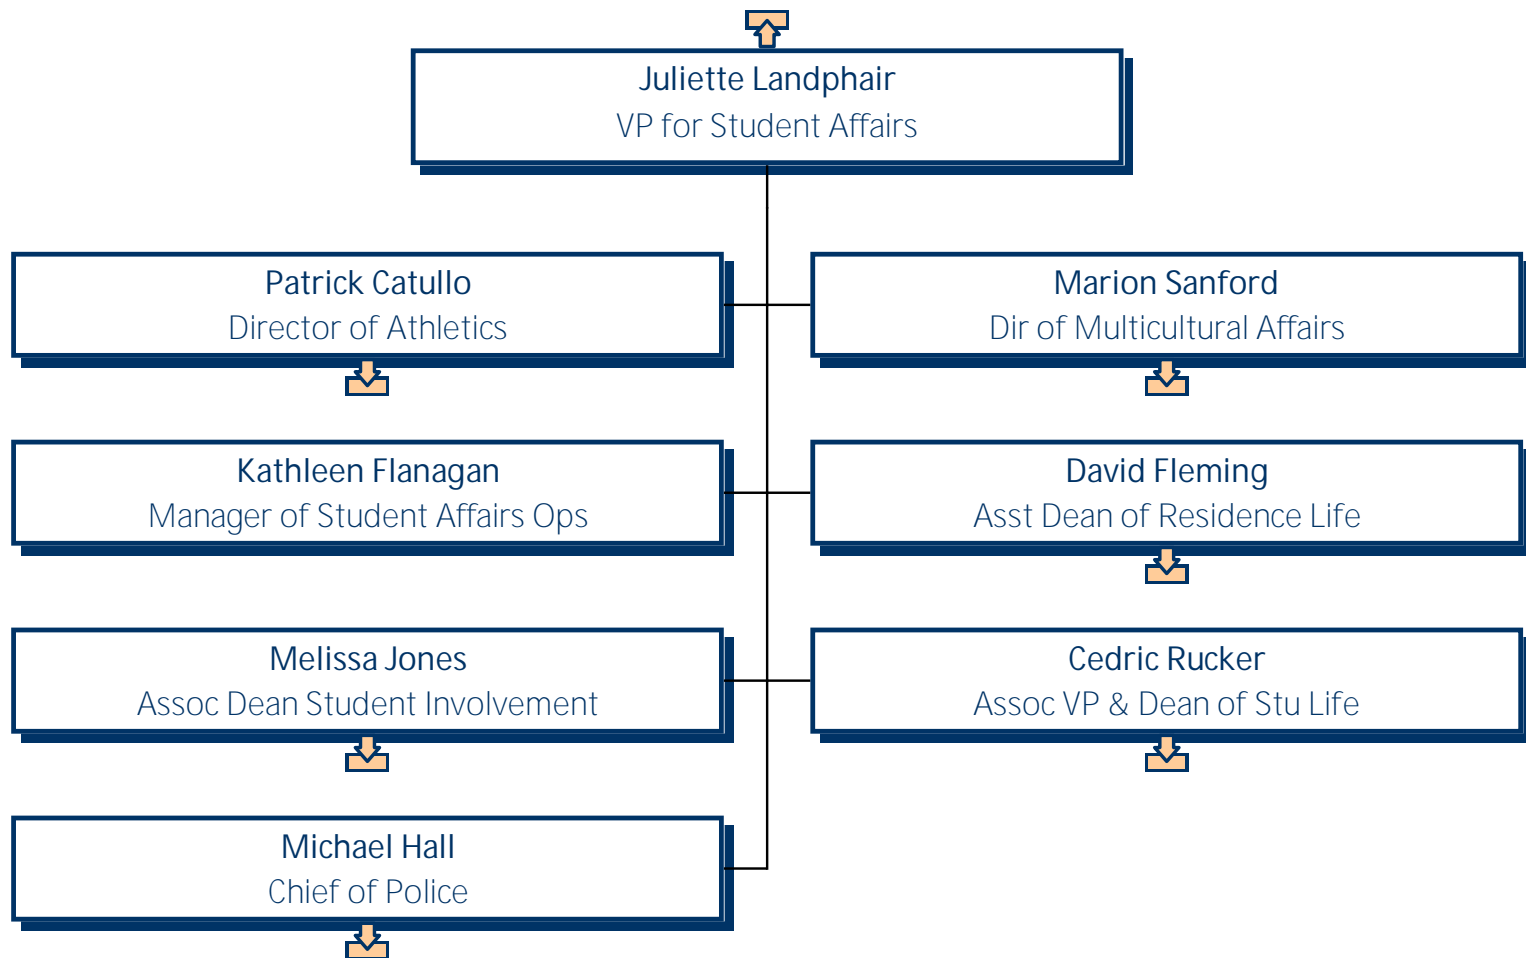 Juliette Landphair
VP for Student Affairs
Patrick Catullo
Director of Athletics
Marion Sanford
Dir of Multicultural Affairs
Kathleen Flanagan
Manager of Student Affairs Ops
David Fleming
Asst Dean of Residence Life
Melissa Jones
Assoc Dean Student Involvement
Cedric Rucker
Assoc VP & Dean of Stu Life
Michael Hall
Chief of Police